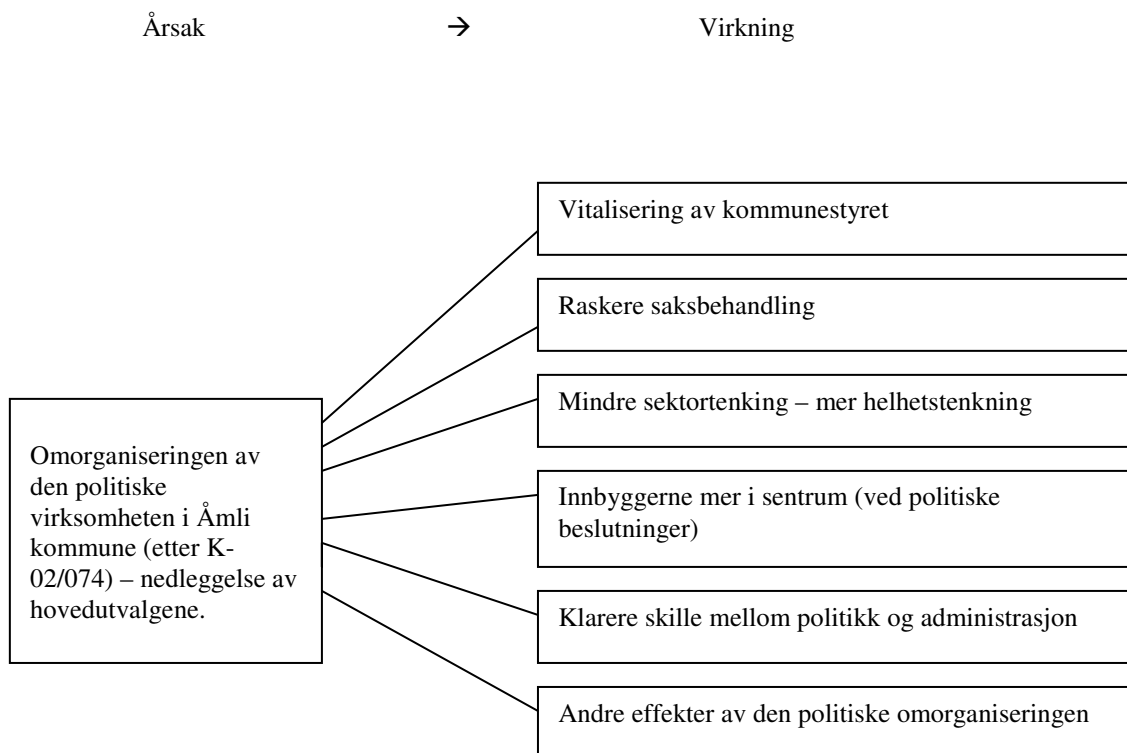 Årsak → Virkning
Vitalisering av kommunestyret
Raskere saksbehandling
Mindre sektortenking – mer helhetstenkning
Omorganiseringen av
den politiske
virksomheten i Åmli
kommune (etter K-
02/074) – nedleggelse av
hovedutvalgene.
Innbyggerne mer i sentrum (ved politiske
beslutninger)
Klarere skille mellom politikk og administrasjon
Andre effekter av den politiske omorganiseringen